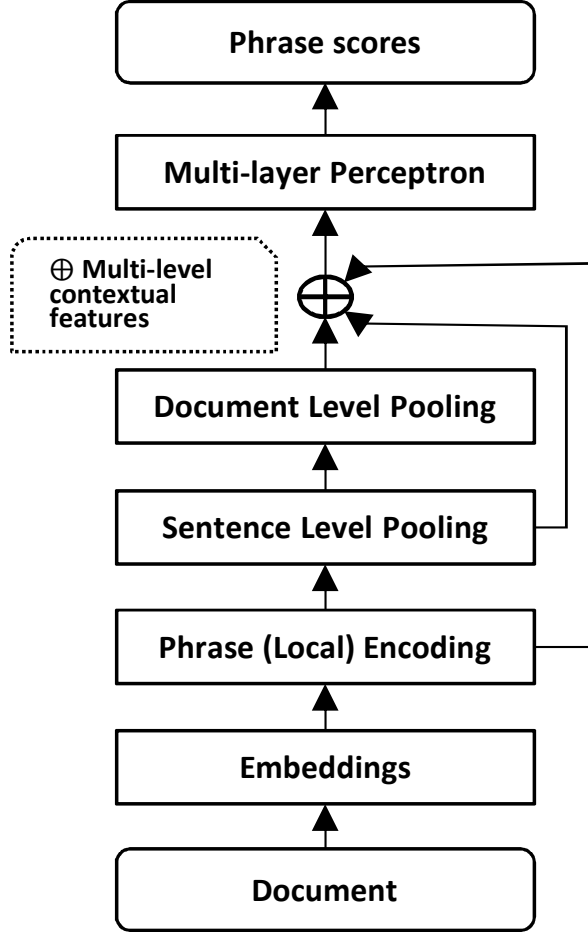 Phrase scores
Multi-layer Perceptron
⊕ Multi-level
contextual
features
Document Level Pooling
Sentence Level Pooling
Phrase (Local) Encoding
Embeddings
Document